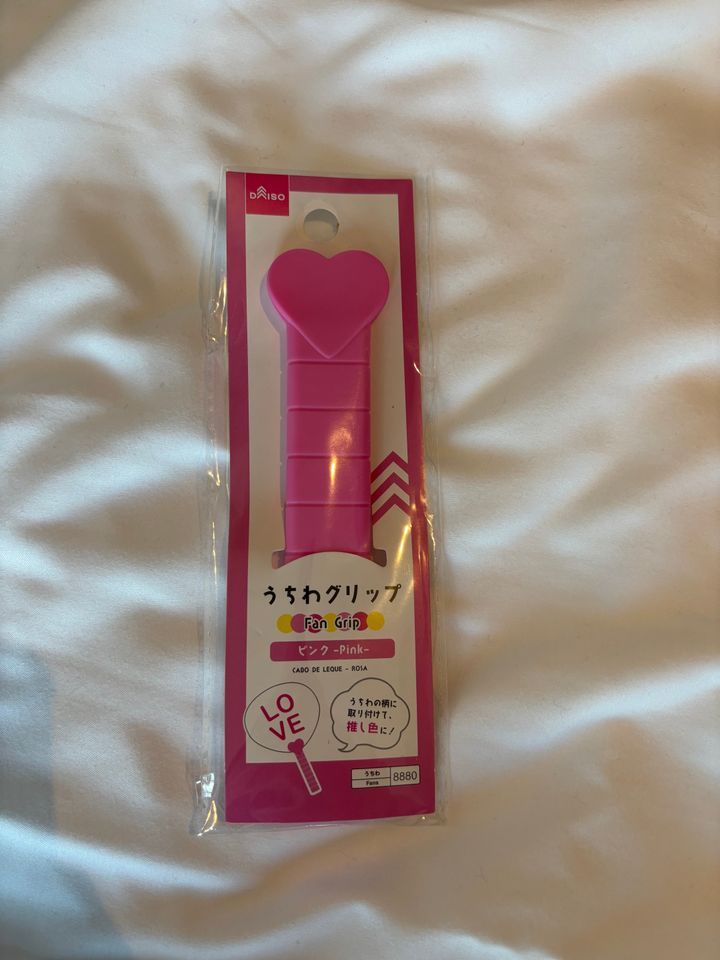 DAISO
うちわグリップ
Fan Grip
ピンク -Pink-
CABO DE LEQUE - ROSA
LO
VE
うちわの柄に
取り付けて、
推し色に!
うちわ
Fans
8880